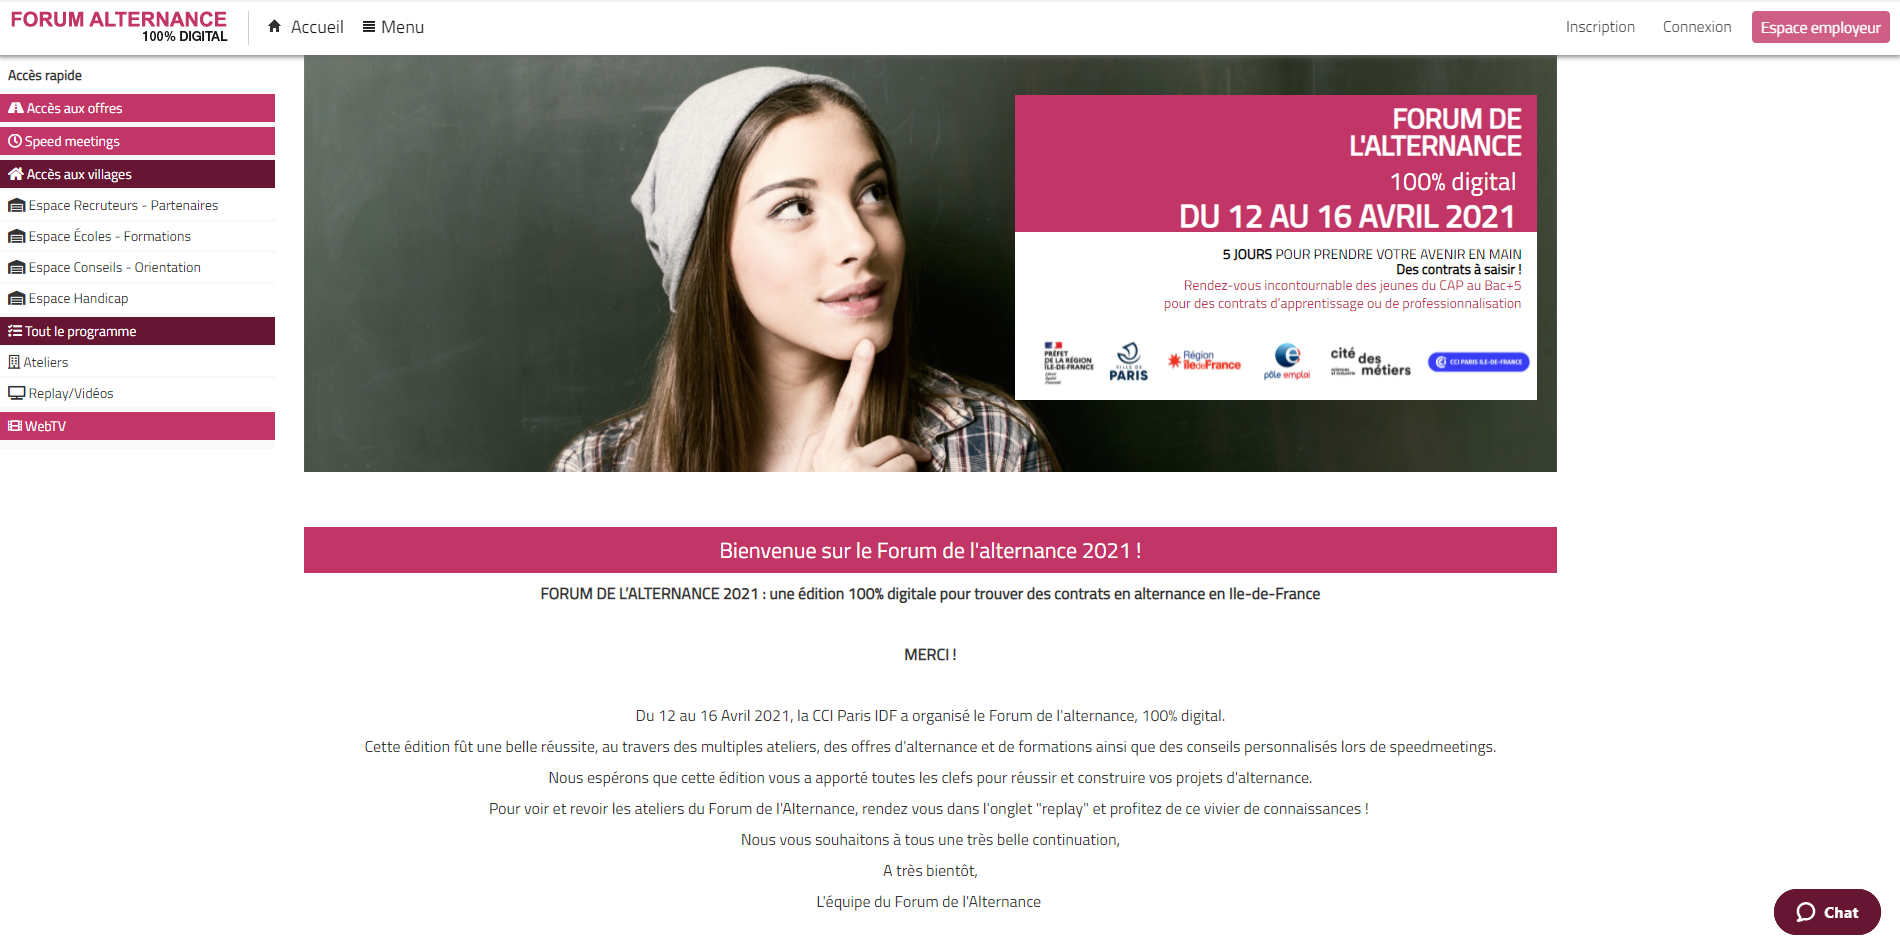 FORUM ALTERNANCE
100% DIGITAL
Accueil
Menu
Inscription
Connexion
Espace employeur
Accès rapide
Accès aux offres
Speed meetings
Accès aux villages
Espace Recruteurs - Partenaires
Espace Écoles - Formations
Espace Conseils - Orientation
Espace Handicap
Tout le programme
Ateliers
Replay/Vidéos
WebTV
FORUM DE
L'ALTERNANCE
100% digital
DU 12 AU 16 AVRIL 2021
5 JOURS POUR PRENDRE VOTRE AVENIR EN MAIN
Des contrats à saisir !
Rendez-vous incontournable des jeunes du CAP au Bac+5
pour des contrats d’apprentissage ou de professionnalisation
PRÉFET
DE LA RÉGION
ÎLE-DE-FRANCE
VILLE DE
PARIS
Région
îledeFrance
pôle emploi
cité des
métiers
CCI PARIS ILE-DE-FRANCE
Bienvenue sur le Forum de l'alternance 2021 !
FORUM DE L’ALTERNANCE 2021 : une édition 100% digitale pour trouver des contrats en alternance en Ile-de-France
MERCI !
Du 12 au 16 Avril 2021, la CCI Paris IDF a organisé le Forum de l'alternance, 100% digital.
Cette édition fût une belle réussite, au travers des multiples ateliers, des offres d'alternance et de formations ainsi que des conseils personnalisés lors de speedmeetings.
Nous espérons que cette édition vous a apporté toutes les clefs pour réussir et construire vos projets d'alternance.
Pour voir et revoir les ateliers du Forum de l'Alternance, rendez vous dans l'onglet "replay" et profitez de ce vivier de connaissances !
Nous vous souhaitons à tous une très belle continuation,
A très bientôt,
L'équipe du Forum de l'Alternance
Chat